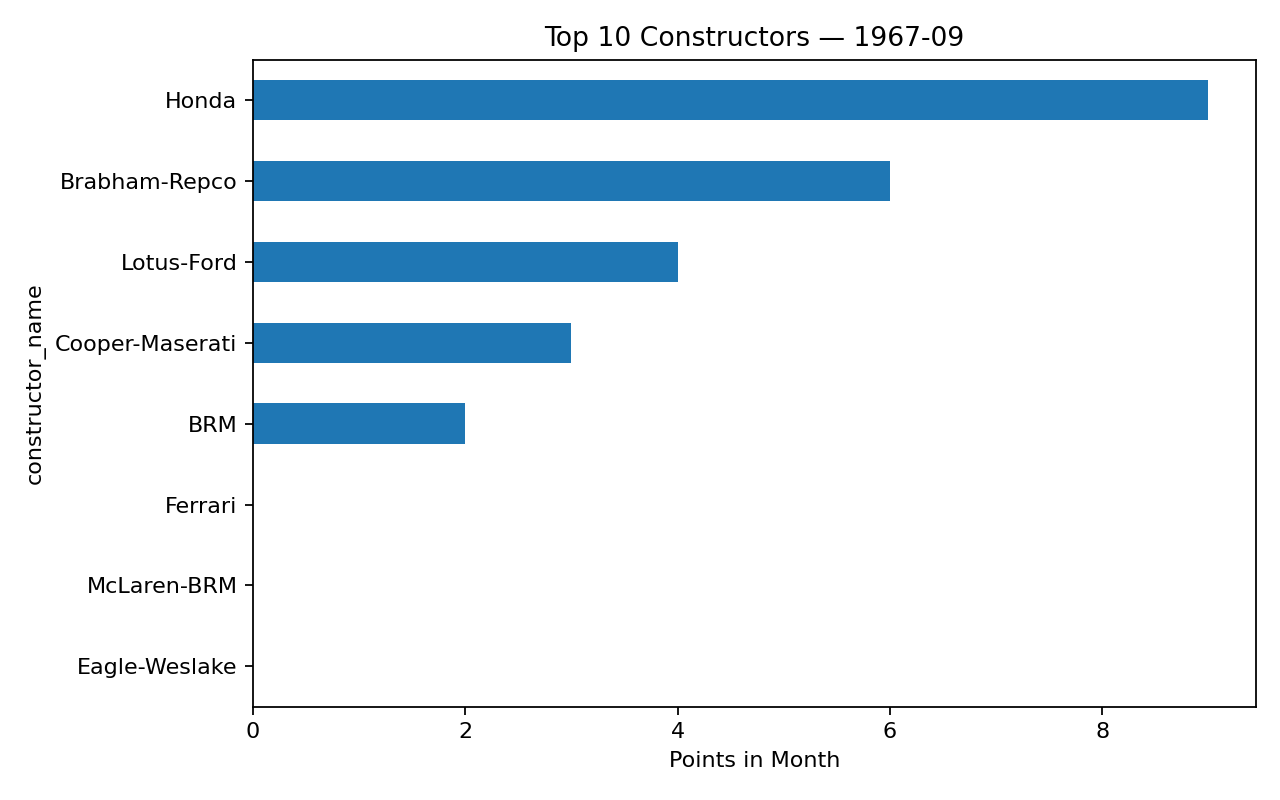 Top 10 Constructors — 1967-09
constructor_name
Honda
Brabham-Repco
Lotus-Ford
Cooper-Maserati
BRM
Ferrari
McLaren-BRM
Eagle-Weslake
0 2 4 6 8
Points in Month